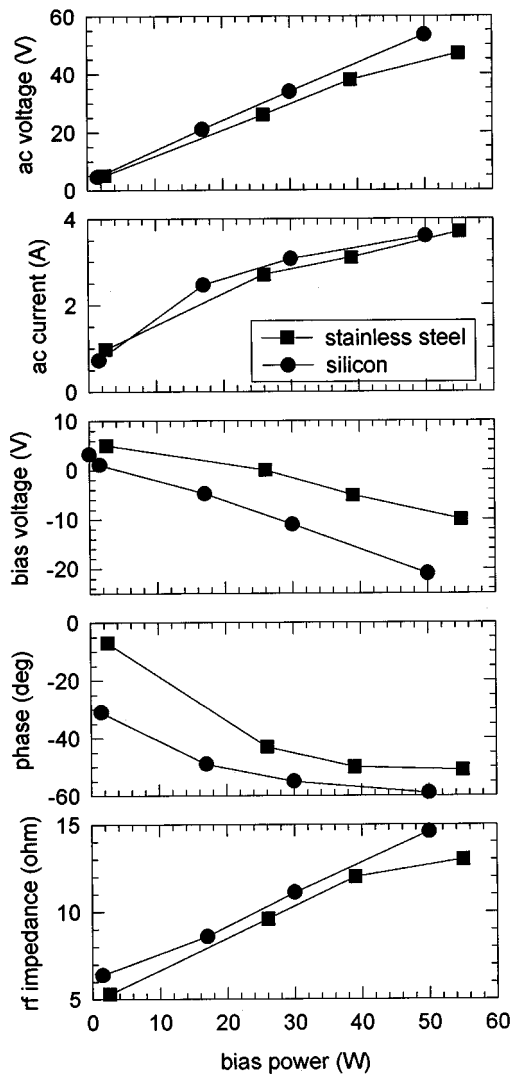 ac voltage (V)
60
40
20
0
ac current (A)
4
2
0
stainless steel
silicon
bias voltage (V)
10
0
-10
-20
phase (deg)
0
-20
-40
-60
rf impedance (ohm)
15
10
5
0 10 20 30 40 50 60
bias power (W)